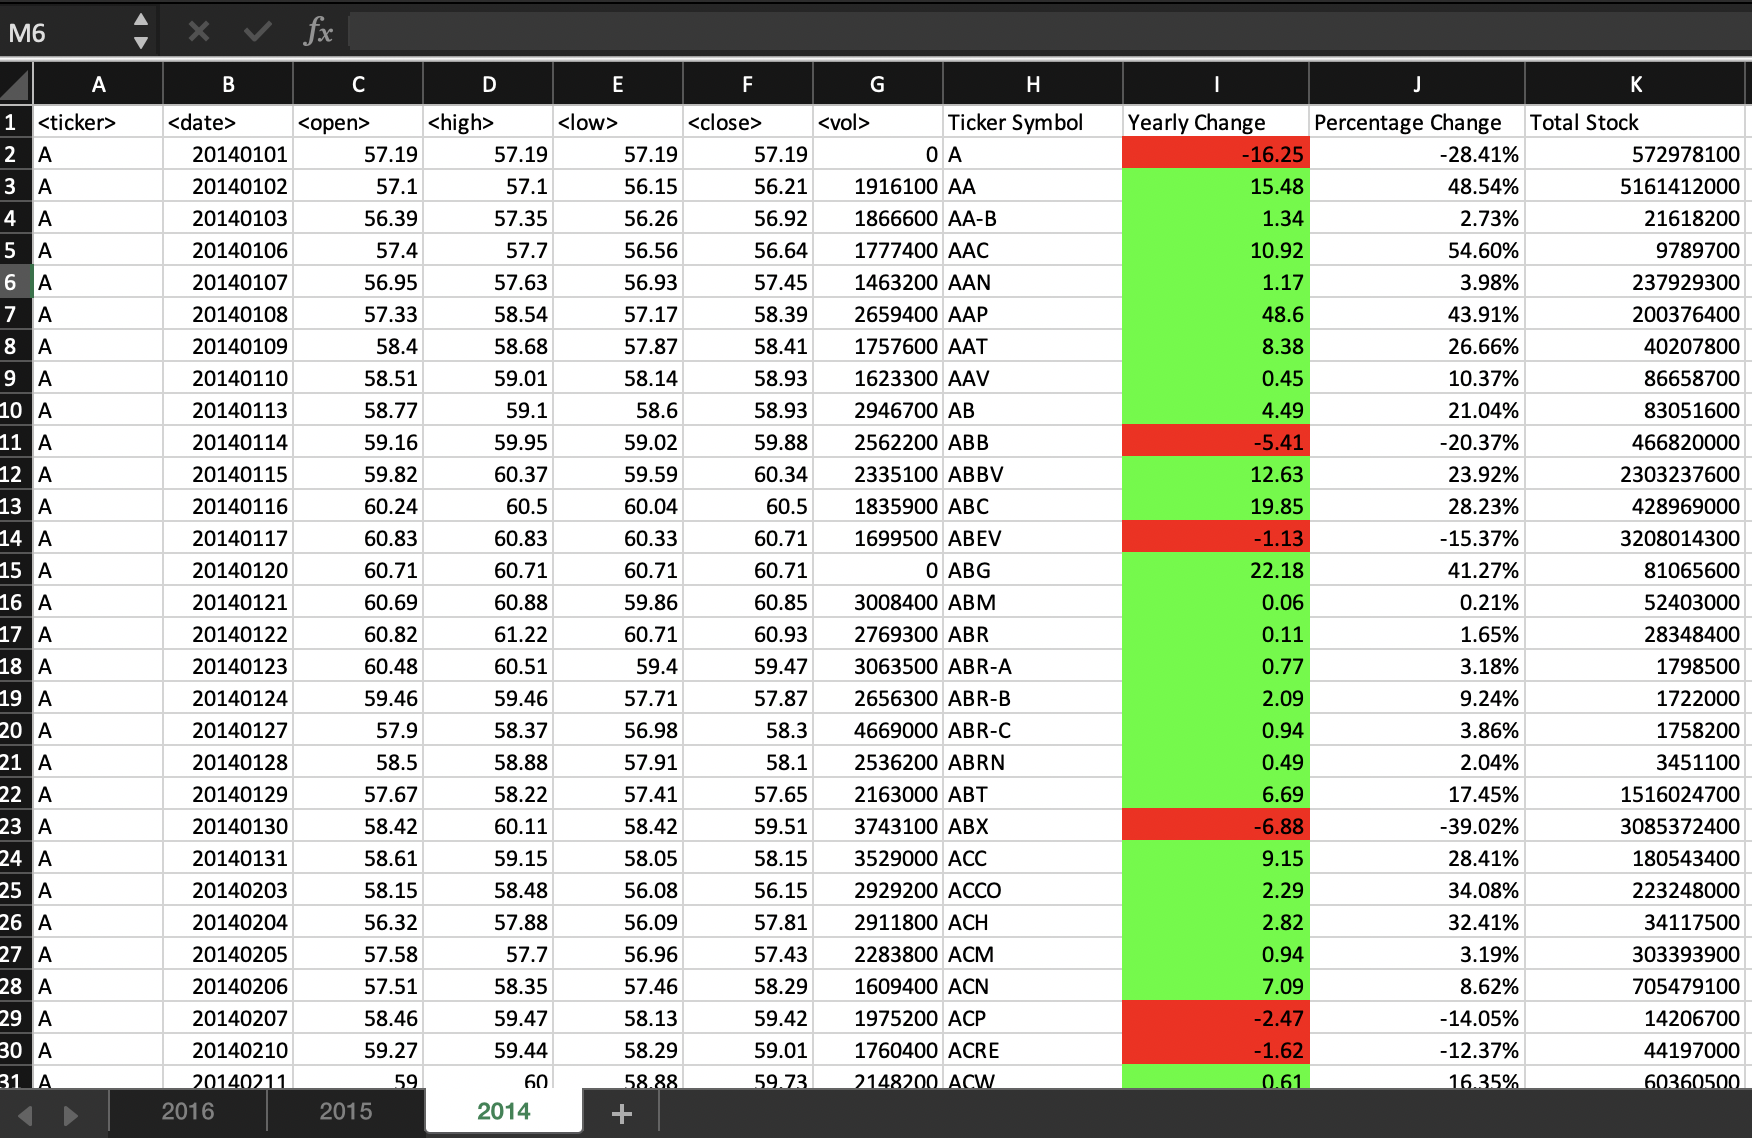 M6 fx
A B C D E F G H I J K
1 <ticker> <date> <open> <high> <low> <close> <vol> Ticker Symbol Yearly Change Percentage Change Total Stock
2 A 20140101 57.19 57.19 57.19 57.19 0 A -16.25 -28.41% 572978100
3 A 20140102 57.1 57.1 56.15 56.21 1916100 AA 15.48 48.54% 5161412000
4 A 20140103 56.39 57.35 56.26 56.92 1866600 AA-B 1.34 2.73% 21618200
5 A 20140106 57.4 57.7 56.56 56.64 1777400 AAC 10.92 54.60% 9789700
6 A 20140107 56.95 57.63 56.93 57.45 1463200 AAN 1.17 3.98% 237929300
7 A 20140108 57.33 58.54 57.17 58.39 2659400 AAP 48.6 43.91% 200376400
8 A 20140109 58.4 58.68 57.87 58.41 1757600 AAT 8.38 26.66% 40207800
9 A 20140110 58.51 59.01 58.14 58.93 1623300 AAV 0.45 10.37% 86658700
10 A 20140113 58.77 59.1 58.6 58.93 2946700 AB 4.49 21.04% 83051600
11 A 20140114 59.16 59.95 59.02 59.88 2562200 ABB -5.41 -20.37% 466820000
12 A 20140115 59.82 60.37 59.59 60.34 2335100 ABBV 12.63 23.92% 2303237600
13 A 20140116 60.24 60.5 60.04 60.5 1835900 ABC 19.85 28.23% 428969000
14 A 20140117 60.83 60.83 60.33 60.71 1699500 ABEV -1.13 -15.37% 3208014300
15 A 20140120 60.71 60.71 60.71 60.71 0 ABG 22.18 41.27% 81065600
16 A 20140121 60.69 60.88 59.86 60.85 3008400 ABM 0.06 0.21% 52403000
17 A 20140122 60.82 61.22 60.71 60.93 2769300 ABR 0.11 1.65% 28348400
18 A 20140123 60.48 60.51 59.4 59.47 3063500 ABR-A 0.77 3.18% 1798500
19 A 20140124 59.46 59.46 57.71 57.87 2656300 ABR-B 2.09 9.24% 1722000
20 A 20140127 57.9 58.37 56.98 58.3 4669000 ABR-C 0.94 3.86% 1758200
21 A 20140128 58.5 58.88 57.91 58.1 2536200 ABRN 0.49 2.04% 3451100
22 A 20140129 57.67 58.22 57.41 57.65 2163000 ABT 6.69 17.45% 1516024700
23 A 20140130 58.42 60.11 58.42 59.51 3743100 ABX -6.88 -39.02% 3085372400
24 A 20140131 58.61 59.15 58.05 58.15 3529000 ACC 9.15 28.41% 180543400
25 A 20140203 58.15 58.48 56.08 56.15 2929200 ACCO 2.29 34.08% 223248000
26 A 20140204 56.32 57.88 56.09 57.81 2911800 ACH 2.82 32.41% 34117500
27 A 20140205 57.58 57.7 56.96 57.43 2283800 ACM 0.94 3.19% 303393900
28 A 20140206 57.51 58.35 57.46 58.29 1609400 ACN 7.09 8.62% 705479100
29 A 20140207 58.46 59.47 58.13 59.42 1975200 ACP -2.47 -14.05% 14206700
30 A 20140210 59.27 59.44 58.29 59.01 1760400 ACRE -1.62 -12.37% 44197000
31 A 20140211 59 60 58.88 59.73 2148200 ACW 0.61 16.35% 60360500
2016 2015 2014 +